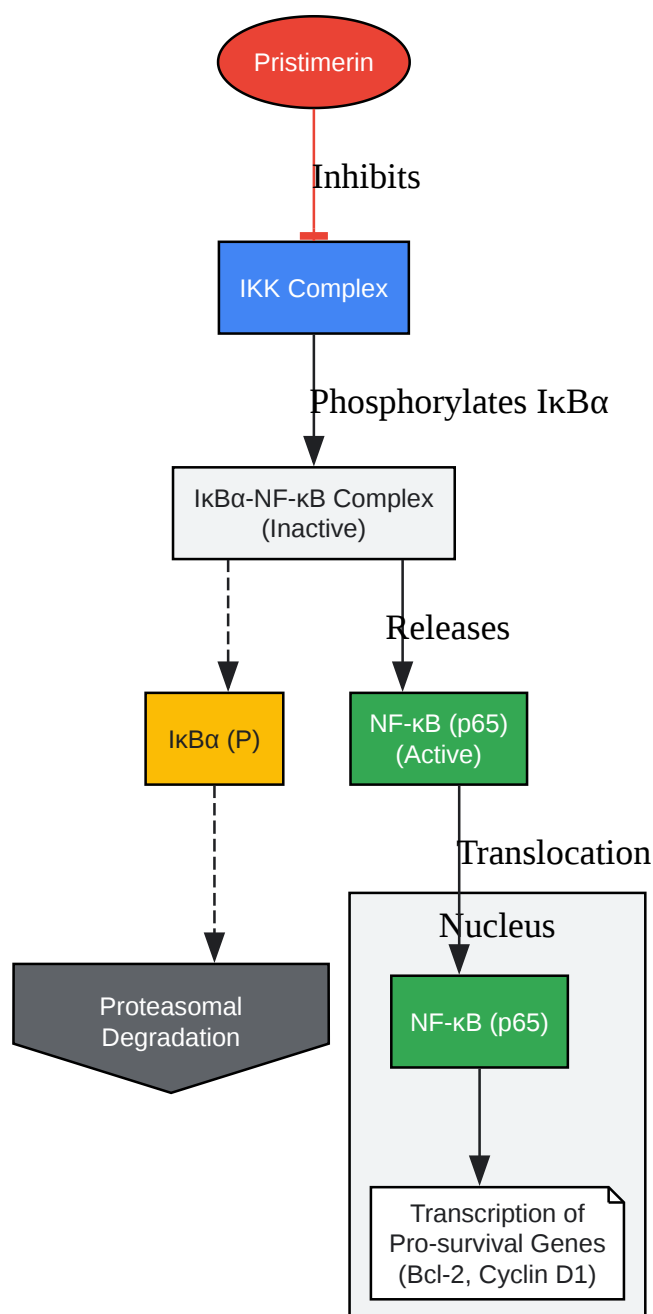 Pristimerin
Inhibits
IKK Complex
Phosphorylates IκBα
IκBα-NF-κB Complex
(Inactive)
Releases
IκBα (P)
NF-κB (p65)
(Active)
Translocation
Nucleus
Proteasomal
Degradation
NF-κB (p65)
Transcription of
Pro-survival Genes
(Bcl-2, Cyclin D1)